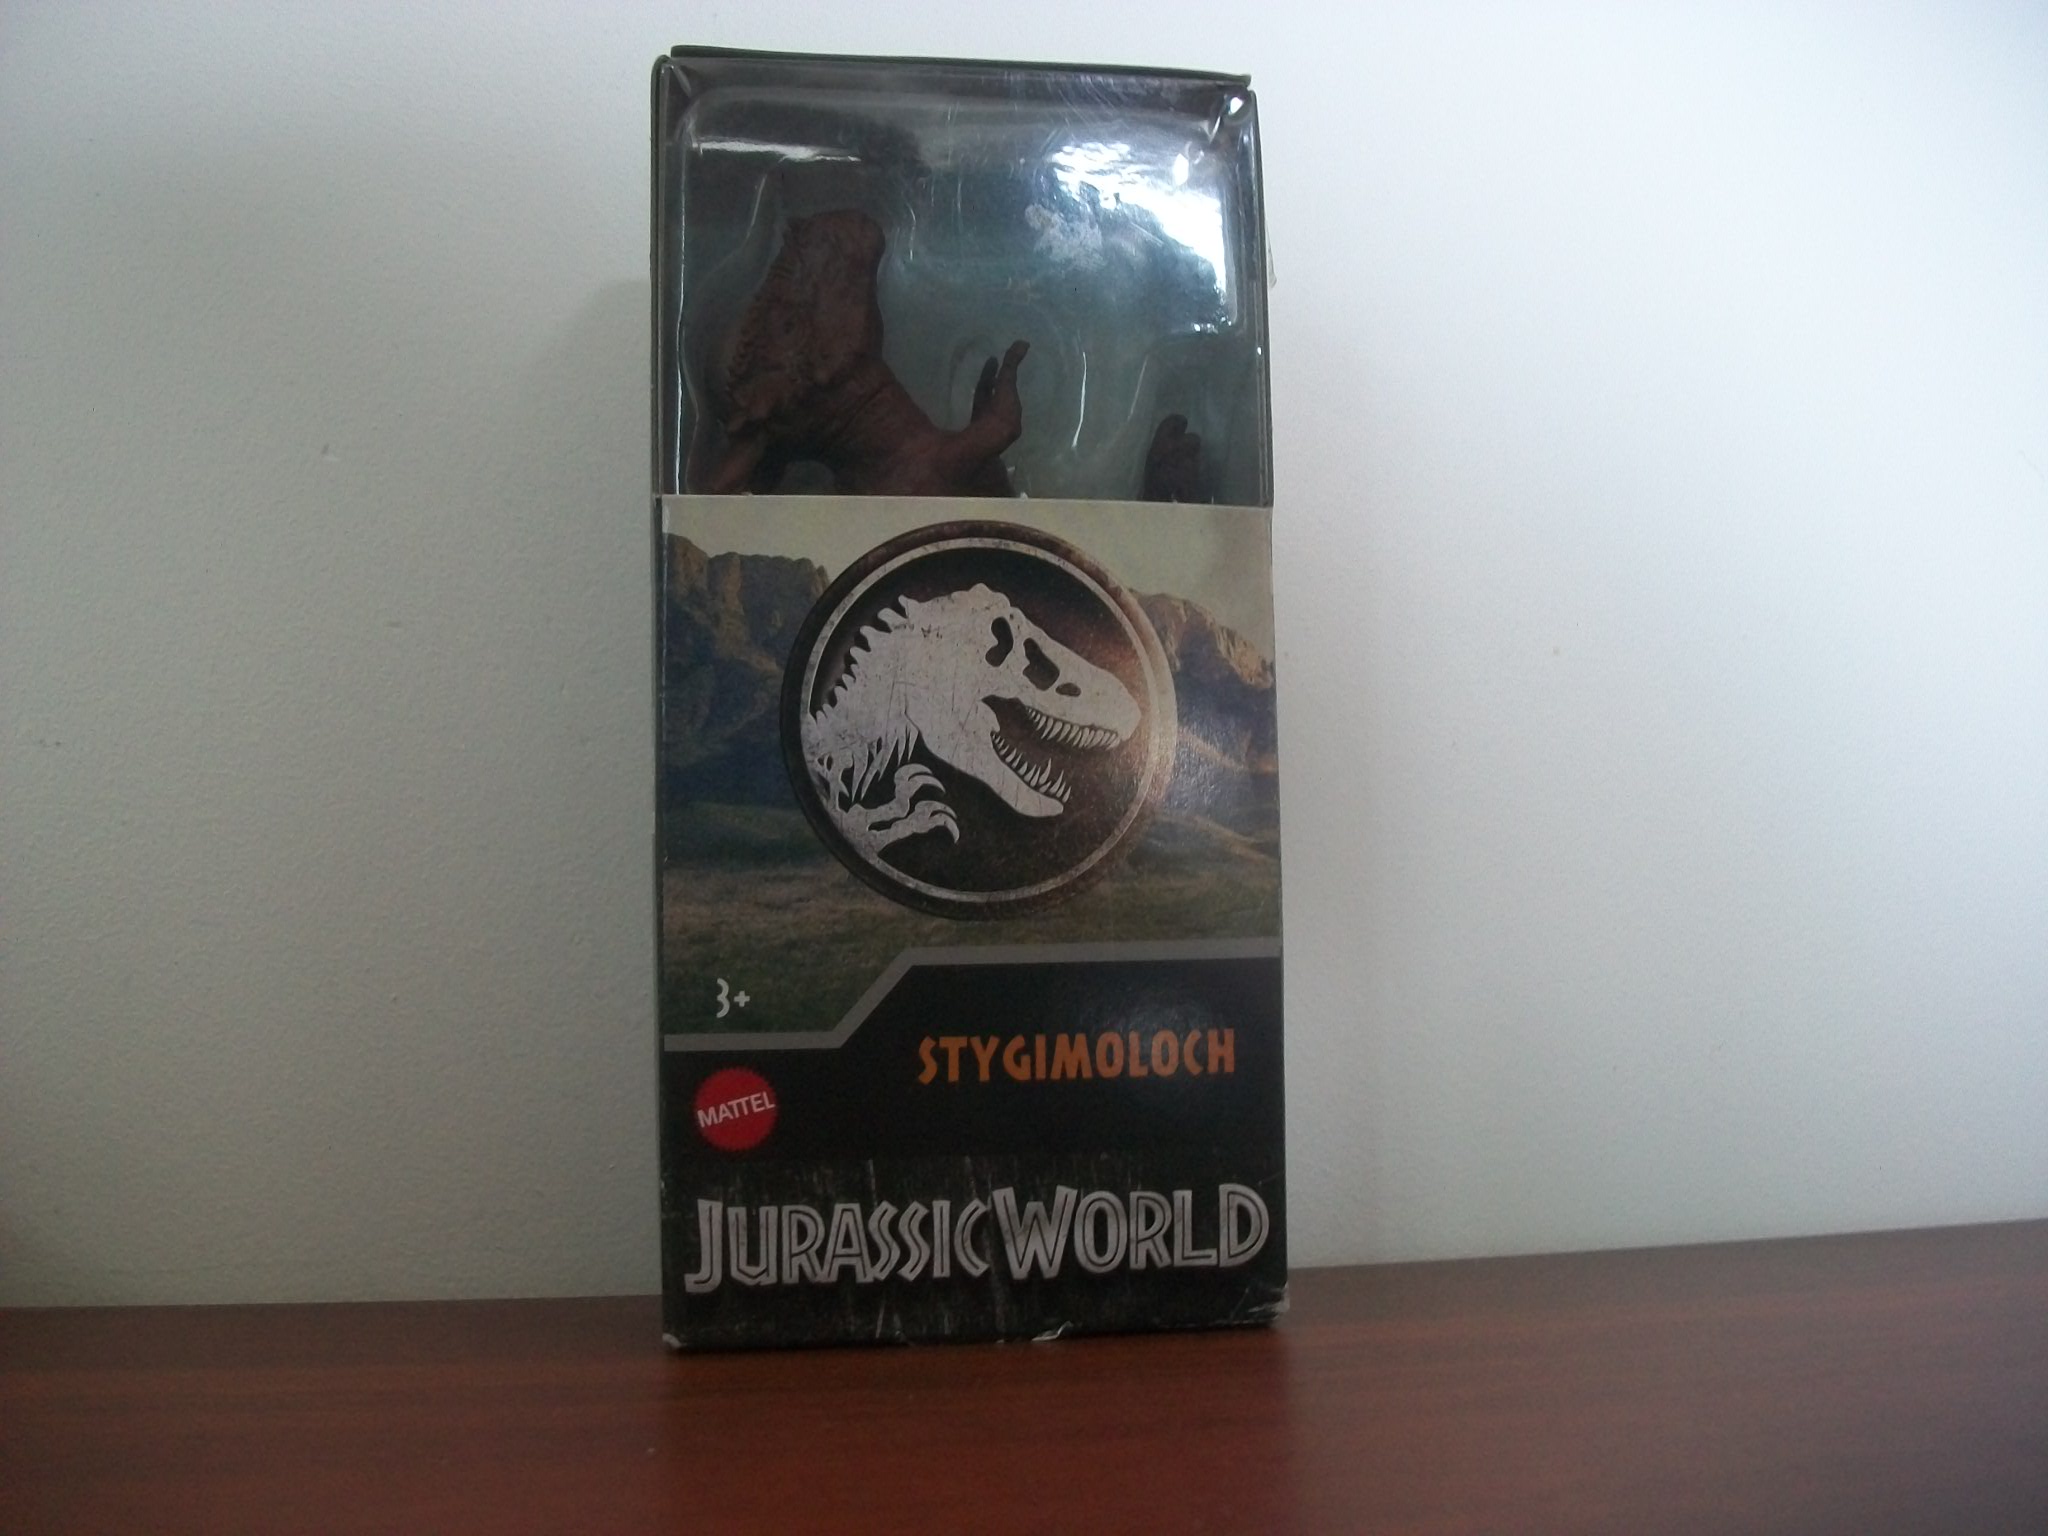 3+
STYGIMOLOCH
MATTEL
JURASSIC WORLD